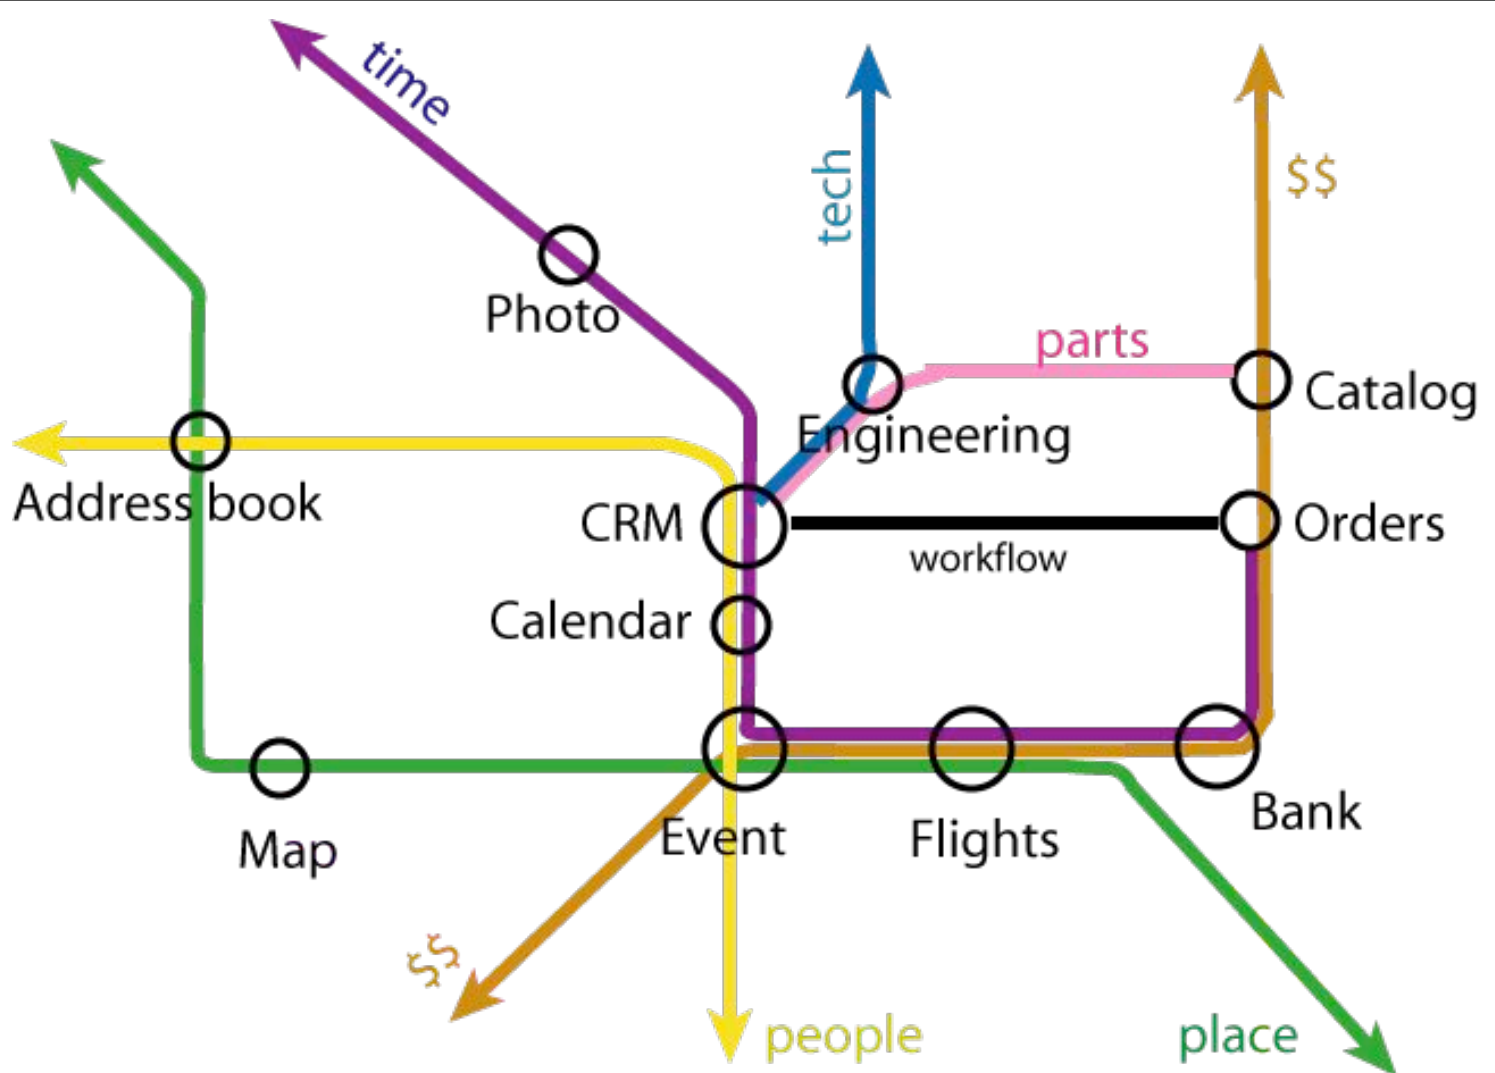 time
tech
$$
Photo
parts
Catalog
Engineering
Address book
CRM
Orders
workflow
Calendar
Map
Event
Flights
Bank
$$
people
place